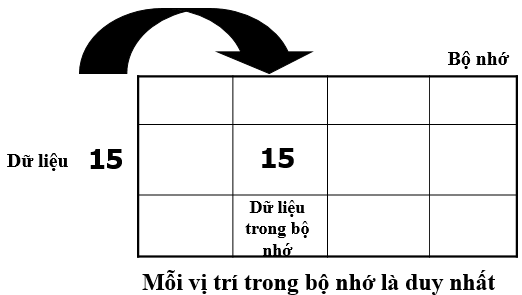 Bộ nhớ
Dữ liệu 15
15
Dữ liệu
trong bộ
nhớ
Mỗi vị trí trong bộ nhớ là duy nhất